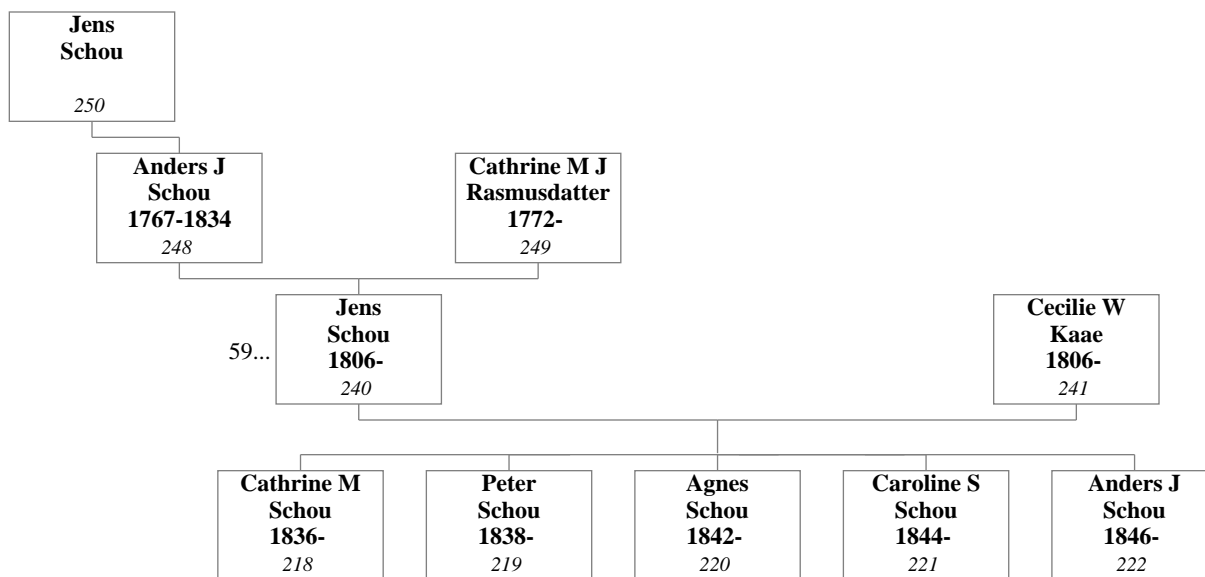 Jens
Schou
250
Anders J
Schou
1767-1834
248
Cathrine M J
Rasmusdatter
1772-
249
59...
Jens
Schou
1806-
240
Cecilie W
Kaae
1806-
241
Cathrine M
Schou
1836-
218
Peter
Schou
1838-
219
Agnes
Schou
1842-
220
Caroline S
Schou
1844-
221
Anders J
Schou
1846-
222